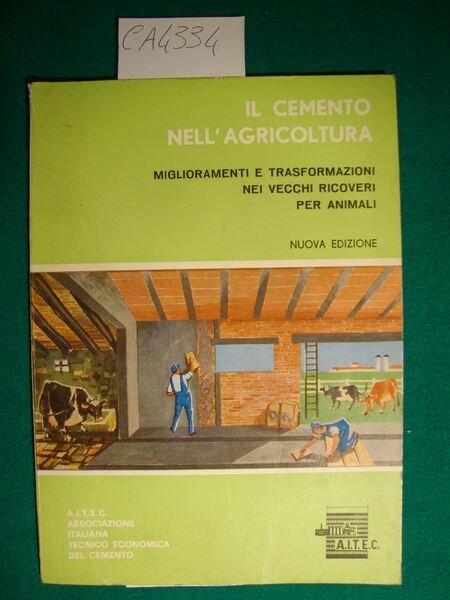 CA4334
IL CEMENTO
NELL'AGRICOLTURA
MIGLIORAMENTI E TRASFORMAZIONI
NEI VECCHI RICOVERI
PER ANIMALI
NUOVA EDIZIONE
A.I.T.E.C.
ASSOCIAZIONE
ITALIANA
TECNICO ECONOMICA
DEL CEMENTO
A.I.T.E.C.